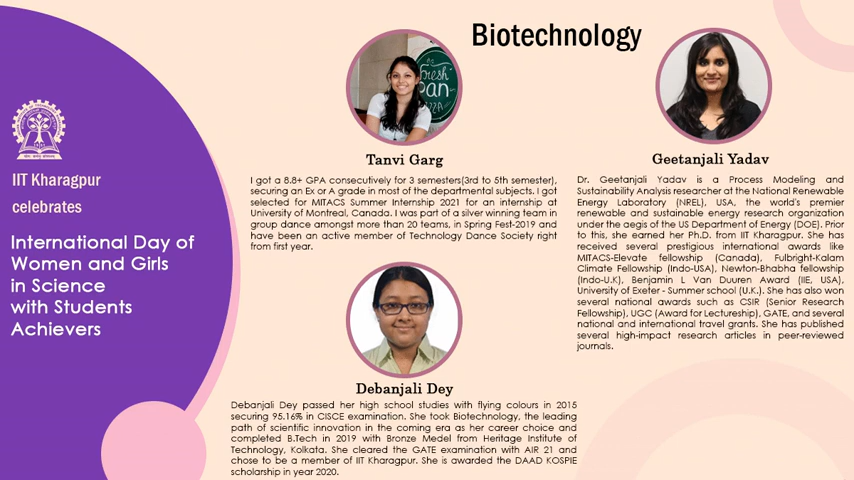 Biotechnology
IIT Kharagpur
celebrates
International Day of
Women and Girls
in Science
with Students
Achievers
fresh
Pan
Tanvi Garg
I got a 8.8+ GPA consecutively for 3 semesters(3rd to 5th semester),
securing an Ex or A grade in most of the departmental subjects. I got
selected for MITACS Summer Internship 2021 for an internship at
University of Montreal, Canada. I was part of a silver winning team in
group dance amongst more than 20 teams, in Spring Fest-2019 and
have been an active member of Technology Dance Society right
from first year.
Debanjali Dey
Debanjali Dey passed her high school studies with flying colours in 2015
securing 95.16% in CISCE examination. She took Biotechnology, the leading
path of scientific innovation in the coming era as her career choice and
completed B.Tech in 2019 with Bronze Medel from Heritage Institute of
Technology, Kolkata. She cleared the GATE examination with AIR 21 and
chose to be a member of IIT Kharagpur. She is awarded the DAAD KOSPIE
scholarship in year 2020.
Geetanjali Yadav
Dr. Geetanjali Yadav is a Process Modeling and
Sustainability Analysis researcher at the National Renewable
Energy Laboratory (NREL), USA, the world's premier
renewable and sustainable energy research organization
under the aegis of the US Department of Energy (DOE). Prior
to this, she earned her Ph.D. from IIT Kharagpur. She has
received several prestigious international awards like
MITACS-Elevate fellowship (Canada), Fulbright-Kalam
Climate Fellowship (Indo-USA), Newton-Bhabha fellowship
(Indo-U.K), Benjamin L Van Duuren Award (IIE, USA),
University of Exeter - Summer school (U.K.). She has also won
several national awards such as CSIR (Senior Research
Fellowship), UGC (Award for Lectureship), GATE, and several
national and international travel grants. She has published
several high-impact research articles in peer-reviewed
journals.